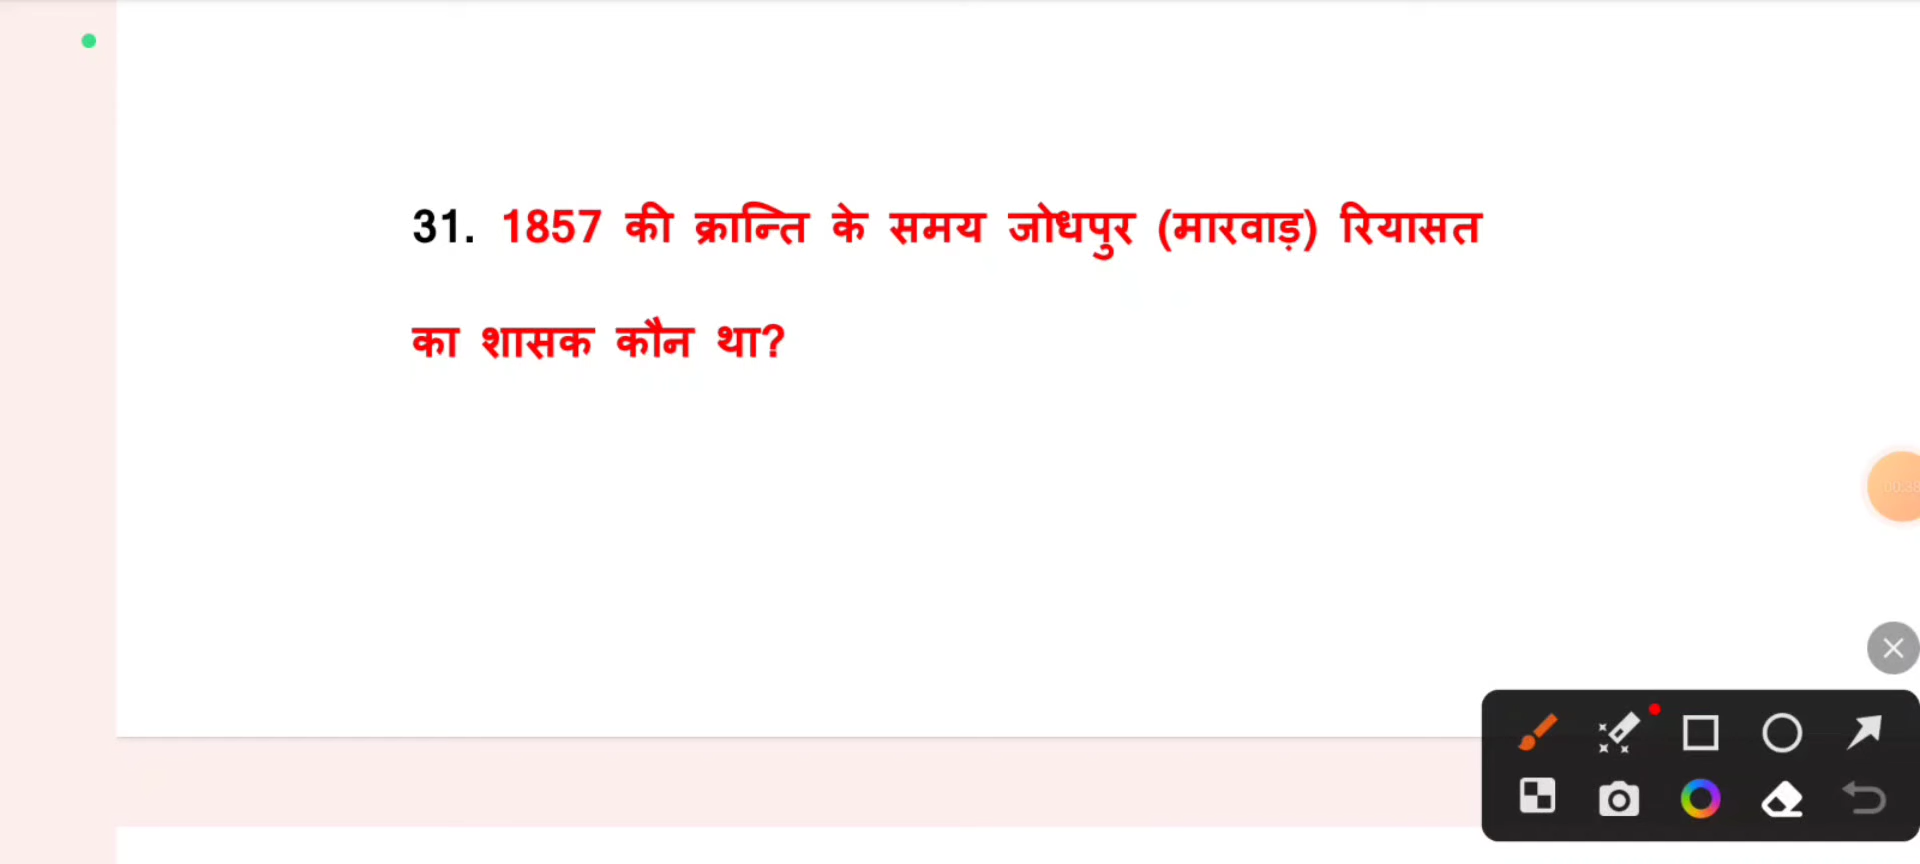 31. 1857 की क्रान्ति के समय जोधपुर (मारवाड़) रियासत
का शासक कौन था?